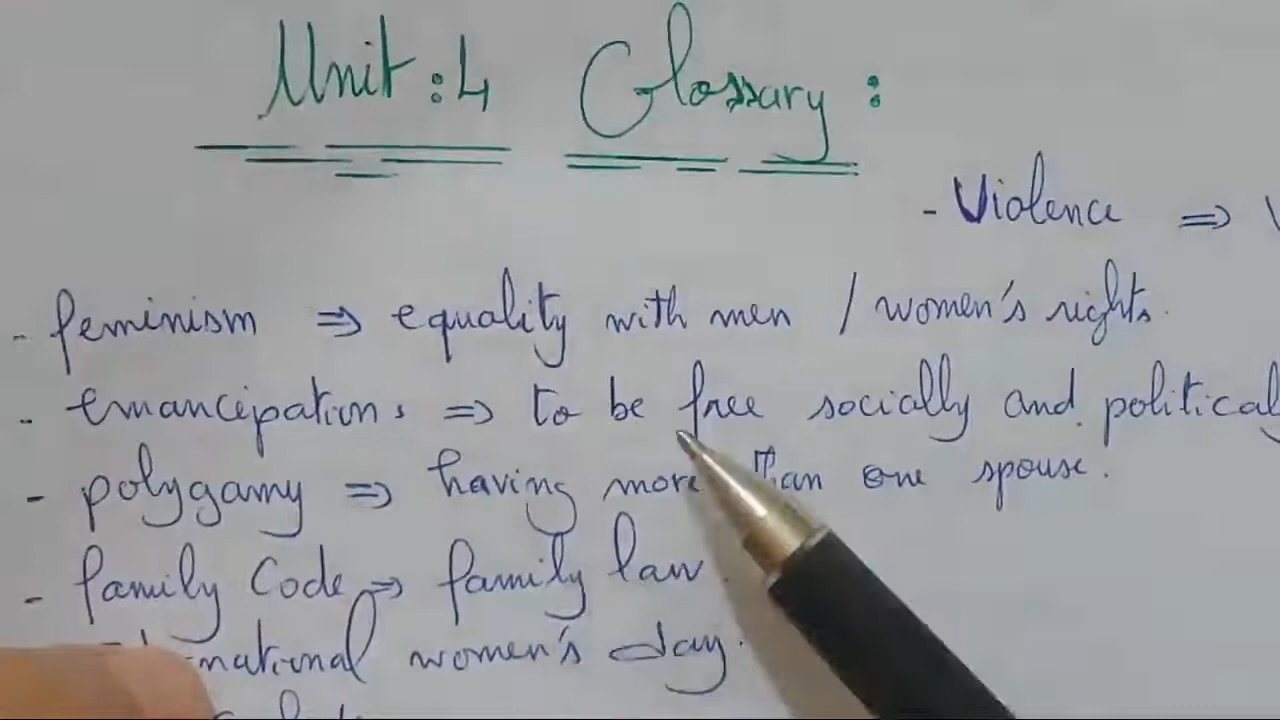 Unit : 4 Glossary :
- Violence ⇒
- feminism ⇒ equality with men / women's rights.
- emancipation ⇒ to be free socially and political
- polygamy ⇒ having more than one spouse.
- family Code ⇒ family law.
national women's day.